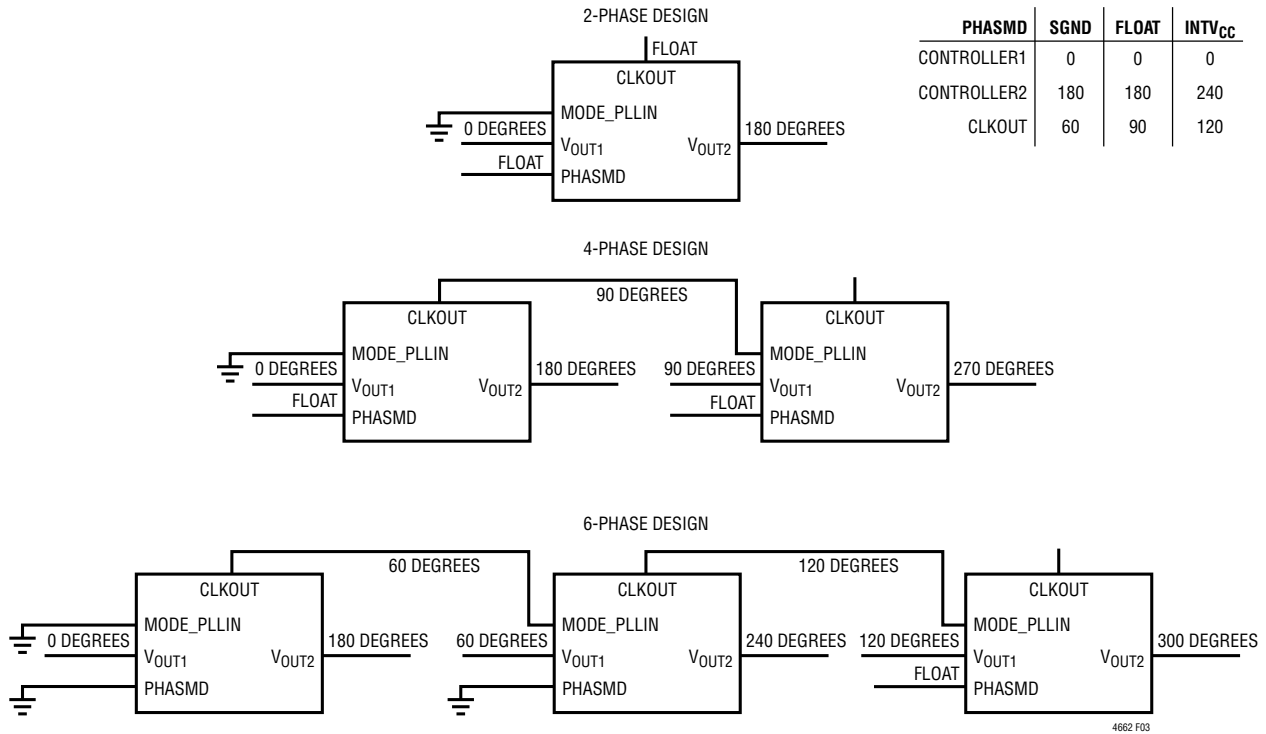 2-PHASE DESIGN
FLOAT
CLKOUT
MODE_PLLIN
0 DEGREES
180 DEGREES
VOUT1
VOUT2
FLOAT
PHASMD
PHASMD SGND FLOAT INTVCC
CONTROLLER1 0 0 0
CONTROLLER2 180 180 240
CLKOUT 60 90 120
4-PHASE DESIGN
90 DEGREES
CLKOUT
MODE_PLLIN
0 DEGREES
180 DEGREES
VOUT1
VOUT2
FLOAT
PHASMD
CLKOUT
MODE_PLLIN
90 DEGREES
270 DEGREES
VOUT1
VOUT2
FLOAT
PHASMD
6-PHASE DESIGN
60 DEGREES
120 DEGREES
CLKOUT
MODE_PLLIN
0 DEGREES
180 DEGREES
VOUT1
VOUT2
PHASMD
CLKOUT
MODE_PLLIN
60 DEGREES
240 DEGREES
VOUT1
VOUT2
PHASMD
CLKOUT
MODE_PLLIN
120 DEGREES
300 DEGREES
VOUT1
VOUT2
FLOAT
PHASMD
4662 F03